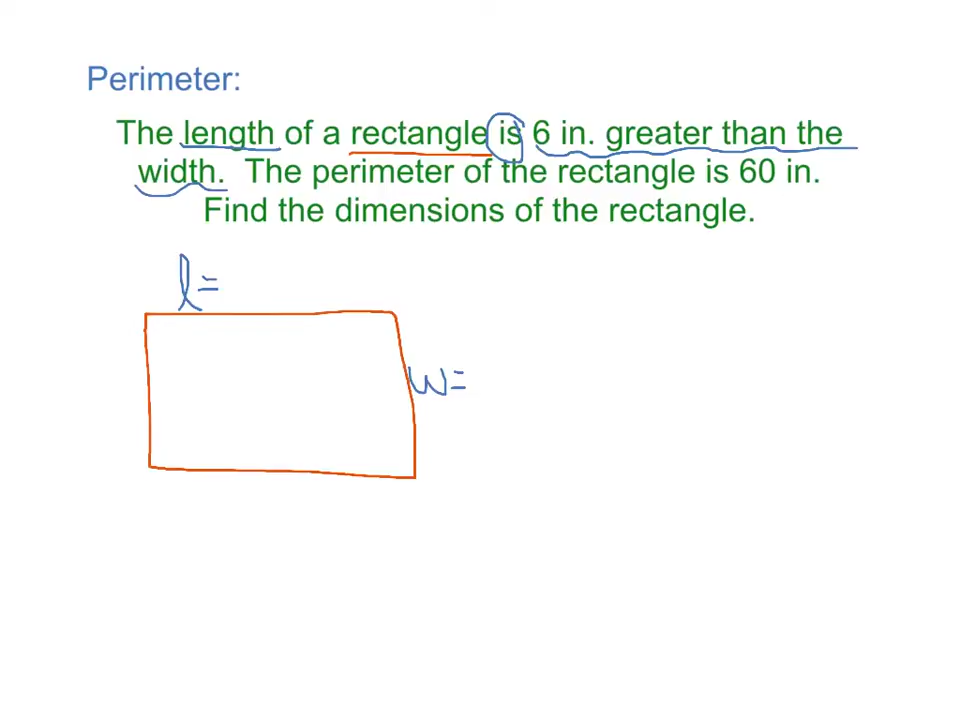 Perimeter:
The length of a rectangle is 6 in. greater than the
width. The perimeter of the rectangle is 60 in.
Find the dimensions of the rectangle.
l=
w=